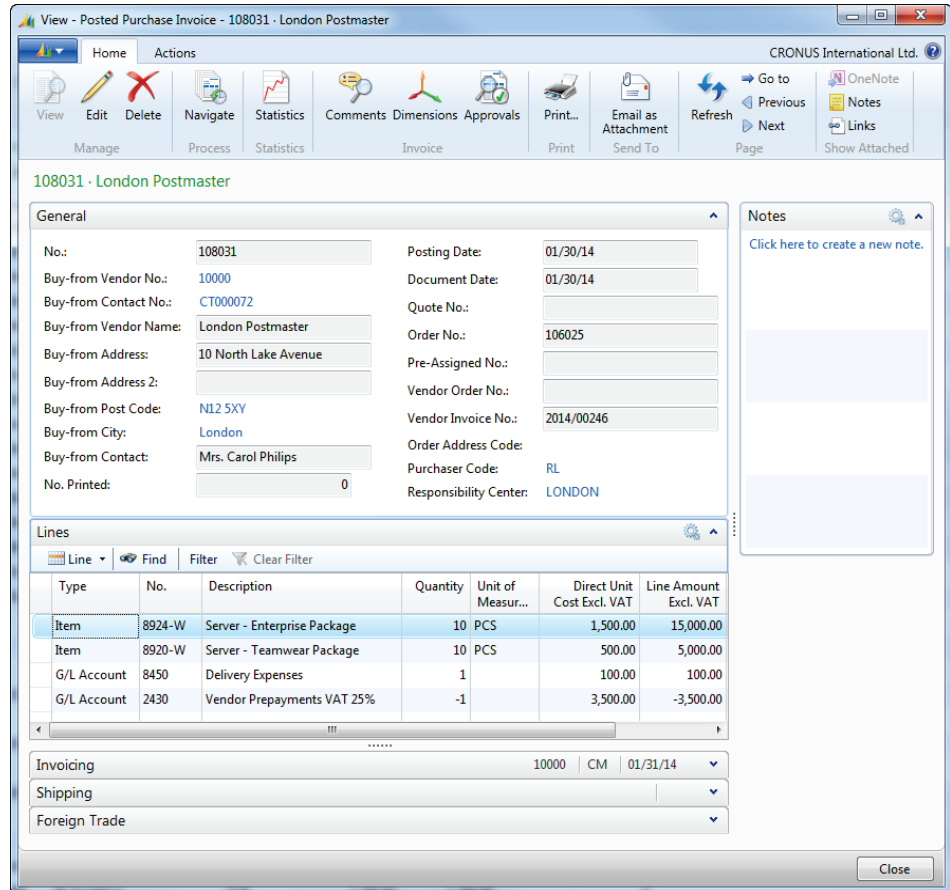 View - Posted Purchase Invoice - 108031 · London Postmaster
Home Actions CRONUS International Ltd.
View Edit Delete Navigate Statistics Comments Dimensions Approvals Print... Email as Attachment Refresh
Go to
Previous
Next
OneNote
Notes
Links
Manage Process Statistics Invoice Print Send To Page Show Attached
108031 · London Postmaster
General
No.: 108031
Buy-from Vendor No.: 10000
Buy-from Contact No.: CT000072
Buy-from Vendor Name: London Postmaster
Buy-from Address: 10 North Lake Avenue
Buy-from Address 2:
Buy-from Post Code: N12 5XY
Buy-from City: London
Buy-from Contact: Mrs. Carol Philips
No. Printed: 0
Posting Date: 01/30/14
Document Date: 01/30/14
Quote No.:
Order No.: 106025
Pre-Assigned No.:
Vendor Order No.:
Vendor Invoice No.: 2014/00246
Order Address Code:
Purchaser Code: RL
Responsibility Center: LONDON
Notes
Click here to create a new note.
Lines
Line Find Filter Clear Filter
Type No. Description Quantity Unit of Measur... Direct Unit Cost Excl. VAT Line Amount Excl. VAT
Item 8924-W Server - Enterprise Package 10 PCS 1,500.00 15,000.00
Item 8920-W Server - Teamwear Package 10 PCS 500.00 5,000.00
G/L Account 8450 Delivery Expenses 1 100.00 100.00
G/L Account 2430 Vendor Prepayments VAT 25% -1 3,500.00 -3,500.00
Invoicing 10000 CM 01/31/14
Shipping
Foreign Trade
Close